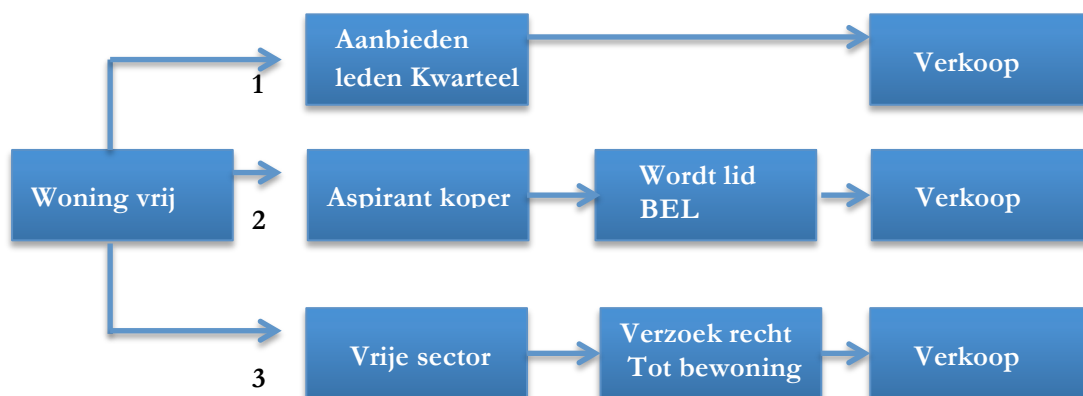 Aanbieden
leden Kwarteel
Verkoop
1
Woning vrij
2
Aspirant koper
Wordt lid
BEL
Verkoop
3
Vrije sector
Verzoek recht
Tot bewoning
Verkoop